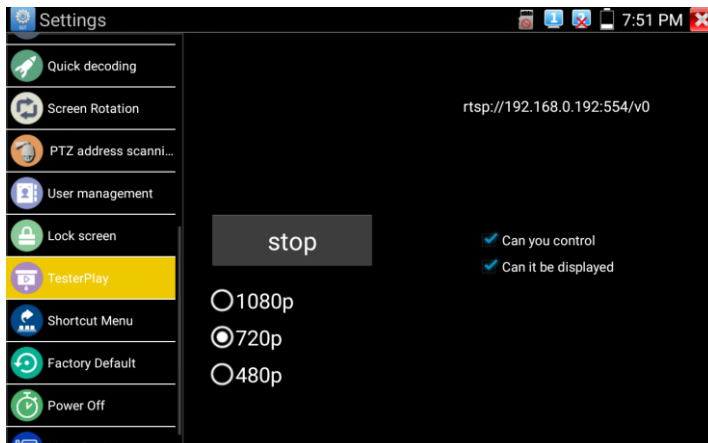 Settings
7:51 PM
Quick decoding
Screen Rotation
PTZ address scanni...
User management
Lock screen
TesterPlay
Shortcut Menu
Factory Default
Power Off
rtsp://192.168.0.192:554/v0
stop
Can you control
Can it be displayed
1080p
720p
480p